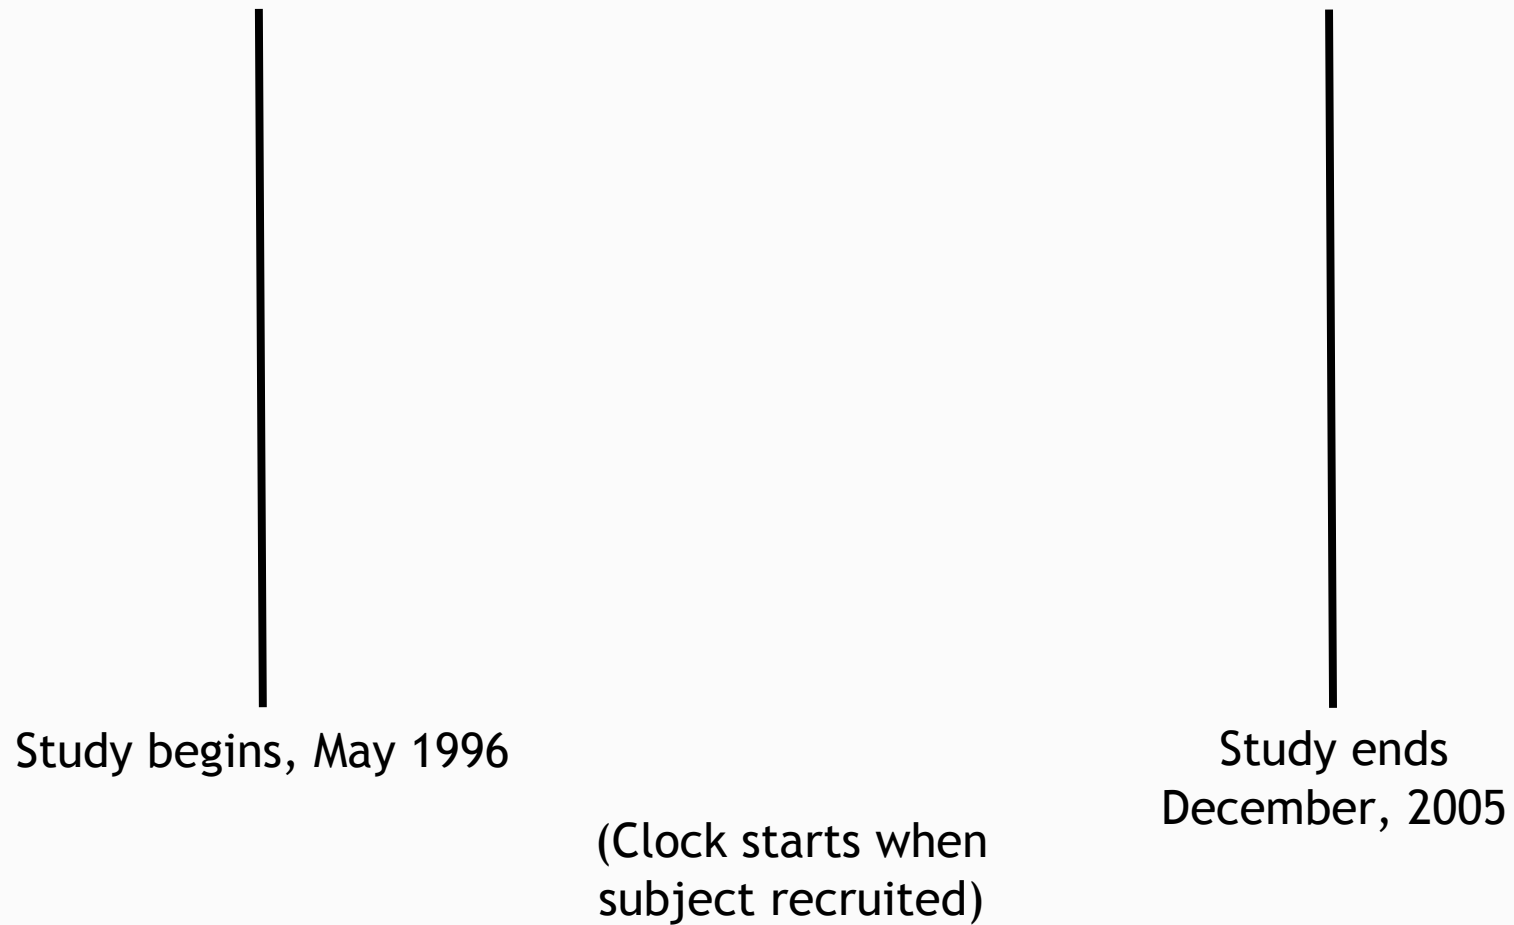 Study begins, May 1996
Study ends
December, 2005
(Clock starts when
subject recruited)